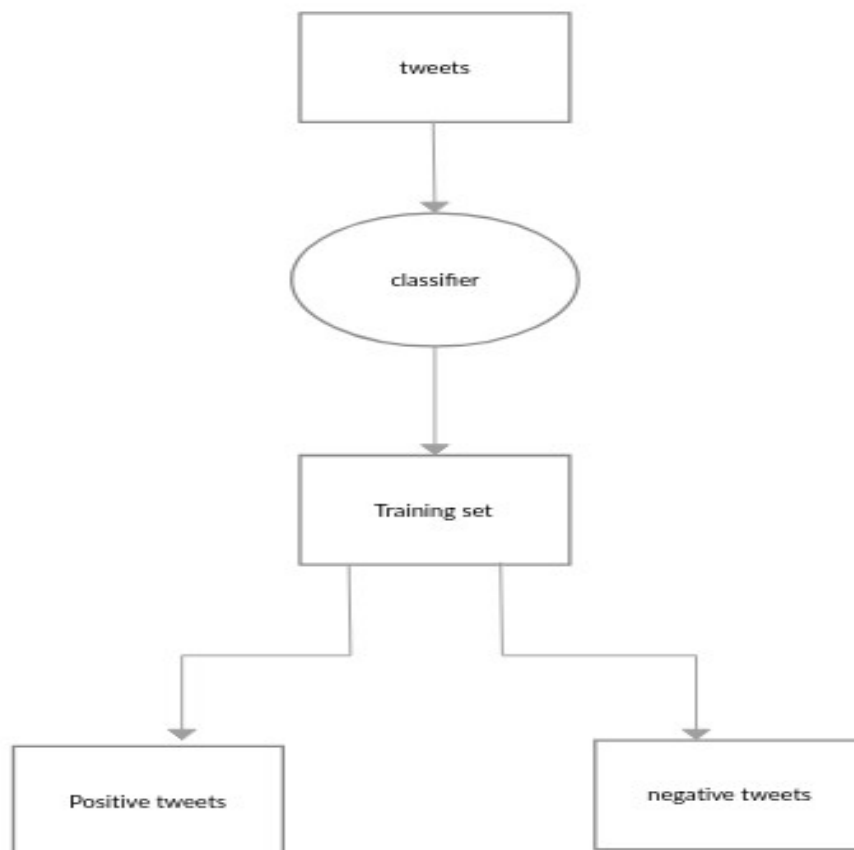 tweets
classifier
Training set
Positive tweets
negative tweets